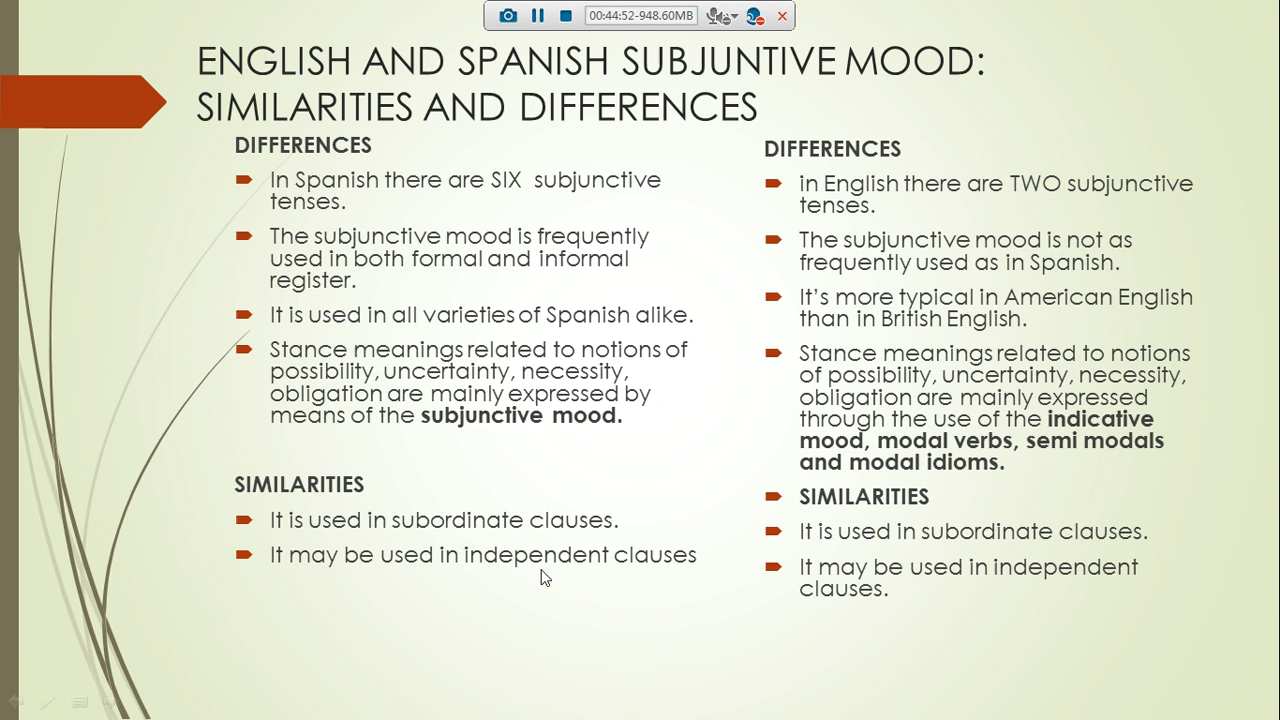 00:44:52-948.60MB
ENGLISH AND SPANISH SUBJUNTIVE MOOD:
SIMILARITIES AND DIFFERENCES
DIFFERENCES
In Spanish there are SIX subjunctive
tenses.
The subjunctive mood is frequently
used in both formal and informal
register.
It is used in all varieties of Spanish alike.
Stance meanings related to notions of
possibility, uncertainty, necessity,
obligation are mainly expressed by
means of the subjunctive mood.
SIMILARITIES
It is used in subordinate clauses.
It may be used in independent clauses
DIFFERENCES
in English there are TWO subjunctive
tenses.
The subjunctive mood is not as
frequently used as in Spanish.
It's more typical in American English
than in British English.
Stance meanings related to notions
of possibility, uncertainty, necessity,
obligation are mainly expressed
through the use of the indicative
mood, modal verbs, semi modals
and modal idioms.
SIMILARITIES
It is used in subordinate clauses.
It may be used in independent
clauses.